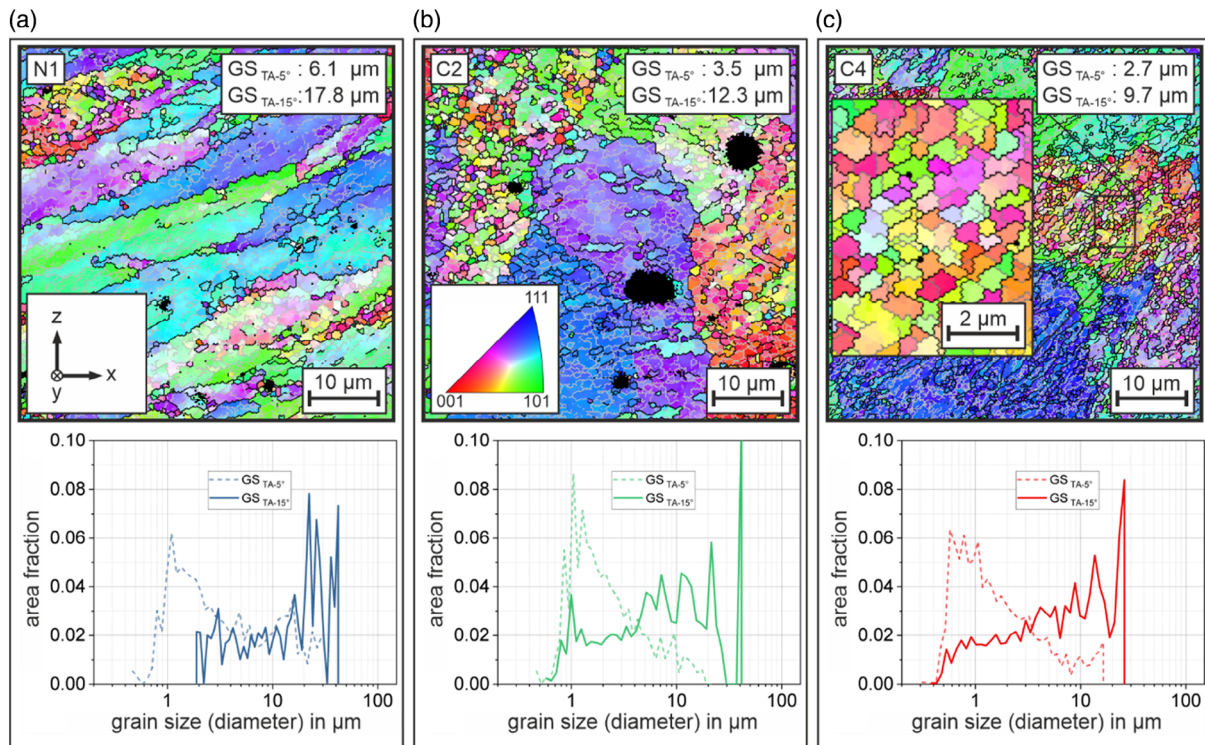 (a)
N1
GS TA-5° : 6.1 µm
GS TA-15° :17.8 µm
z
x
y
10 µm
0.10
0.08
0.06
0.04
0.02
0.00
area fraction
GS TA-5°
GS TA-15°
1
10
100
grain size (diameter) in µm
(b)
C2
GS TA-5° : 3.5 µm
GS TA-15° :12.3 µm
111
001
101
10 µm
0.10
0.08
0.06
0.04
0.02
0.00
area fraction
GS TA-5°
GS TA-15°
1
10
100
grain size (diameter) in µm
(c)
C4
GS TA-5° : 2.7 µm
GS TA-15° : 9.7 µm
2 µm
10 µm
0.10
0.08
0.06
0.04
0.02
0.00
area fraction
GS TA-5°
GS TA-15°
1
10
100
grain size (diameter) in µm